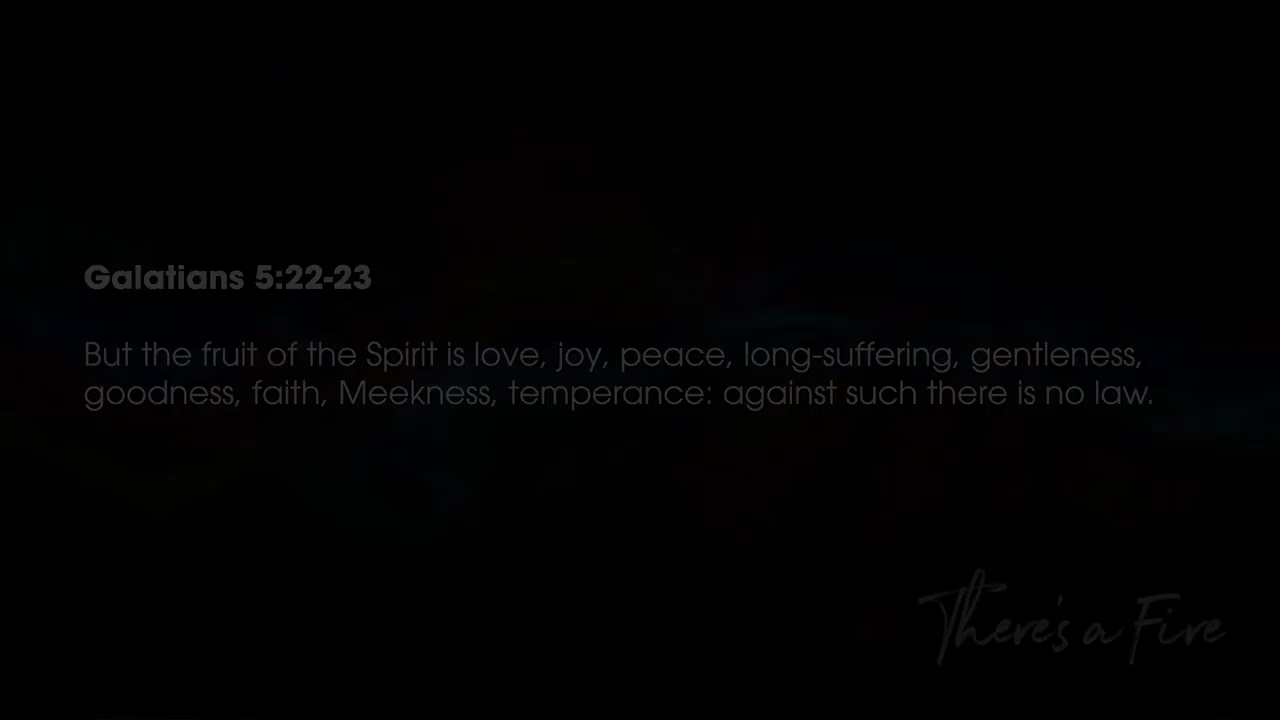 Galatians 5:22-23
But the fruit of the Spirit is love, joy, peace, long-suffering, gentleness,
goodness, faith, Meekness, temperance: against such there is no law.
There's a Fire